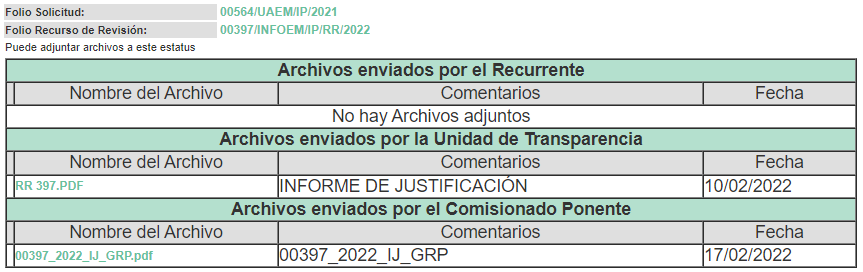 Folio Solicitud: 00564/UAEM/IP/2021
Folio Recurso de Revisión: 00397/INFOEM/IP/RR/2022
Puede adjuntar archivos a este estatus
Archivos enviados por el Recurrente
Nombre del Archivo Comentarios Fecha
No hay Archivos adjuntos
Archivos enviados por la Unidad de Transparencia
Nombre del Archivo Comentarios Fecha
RR 397.PDF INFORME DE JUSTIFICACIÓN 10/02/2022
Archivos enviados por el Comisionado Ponente
Nombre del Archivo Comentarios Fecha
00397_2022_IJ_GRP.pdf 00397_2022_IJ_GRP 17/02/2022